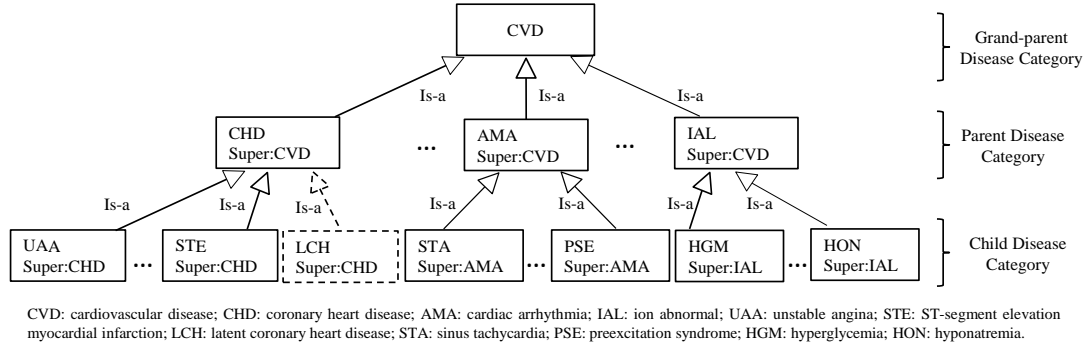 CVD
Grand-parent
Disease Category
Is-a
Is-a
Is-a
CHD
Super:CVD
...
AMA
Super:CVD
...
IAL
Super:CVD
Parent Disease
Category
Is-a
Is-a
Is-a
Is-a
Is-a
Is-a
Is-a
UAA
Super:CHD
...
STE
Super:CHD
LCH
Super:CHD
STA
Super:AMA
...
PSE
Super:AMA
HGM
Super:IAL
...
HON
Super:IAL
Child Disease
Category
CVD: cardiovascular disease; CHD: coronary heart disease; AMA: cardiac arrhythmia; IAL: ion abnormal; UAA: unstable angina; STE: ST-segment elevation
myocardial infarction; LCH: latent coronary heart disease; STA: sinus tachycardia; PSE: preexcitation syndrome; HGM: hyperglycemia; HON: hyponatremia.